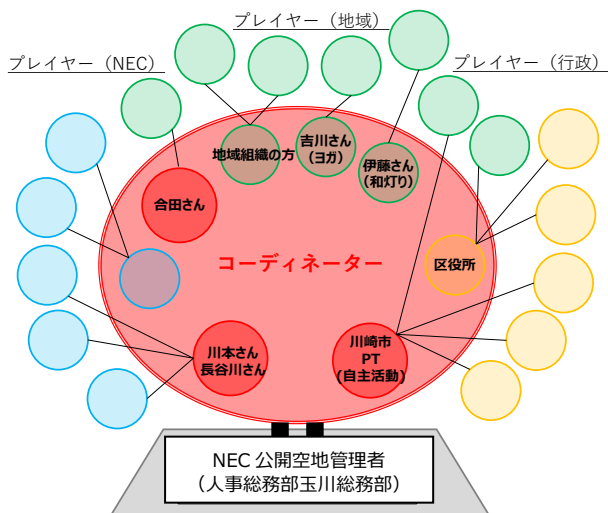 プレイヤー（地域）
プレイヤー（NEC）
プレイヤー（行政）
地域組織の方
吉川さん
（ヨガ）
伊藤さん
（和灯り）
合田さん
コーディネーター
区役所
川本さん
長谷川さん
川崎市
PT
(自主活動)
NEC 公開空地管理者
（人事総務部玉川総務部）